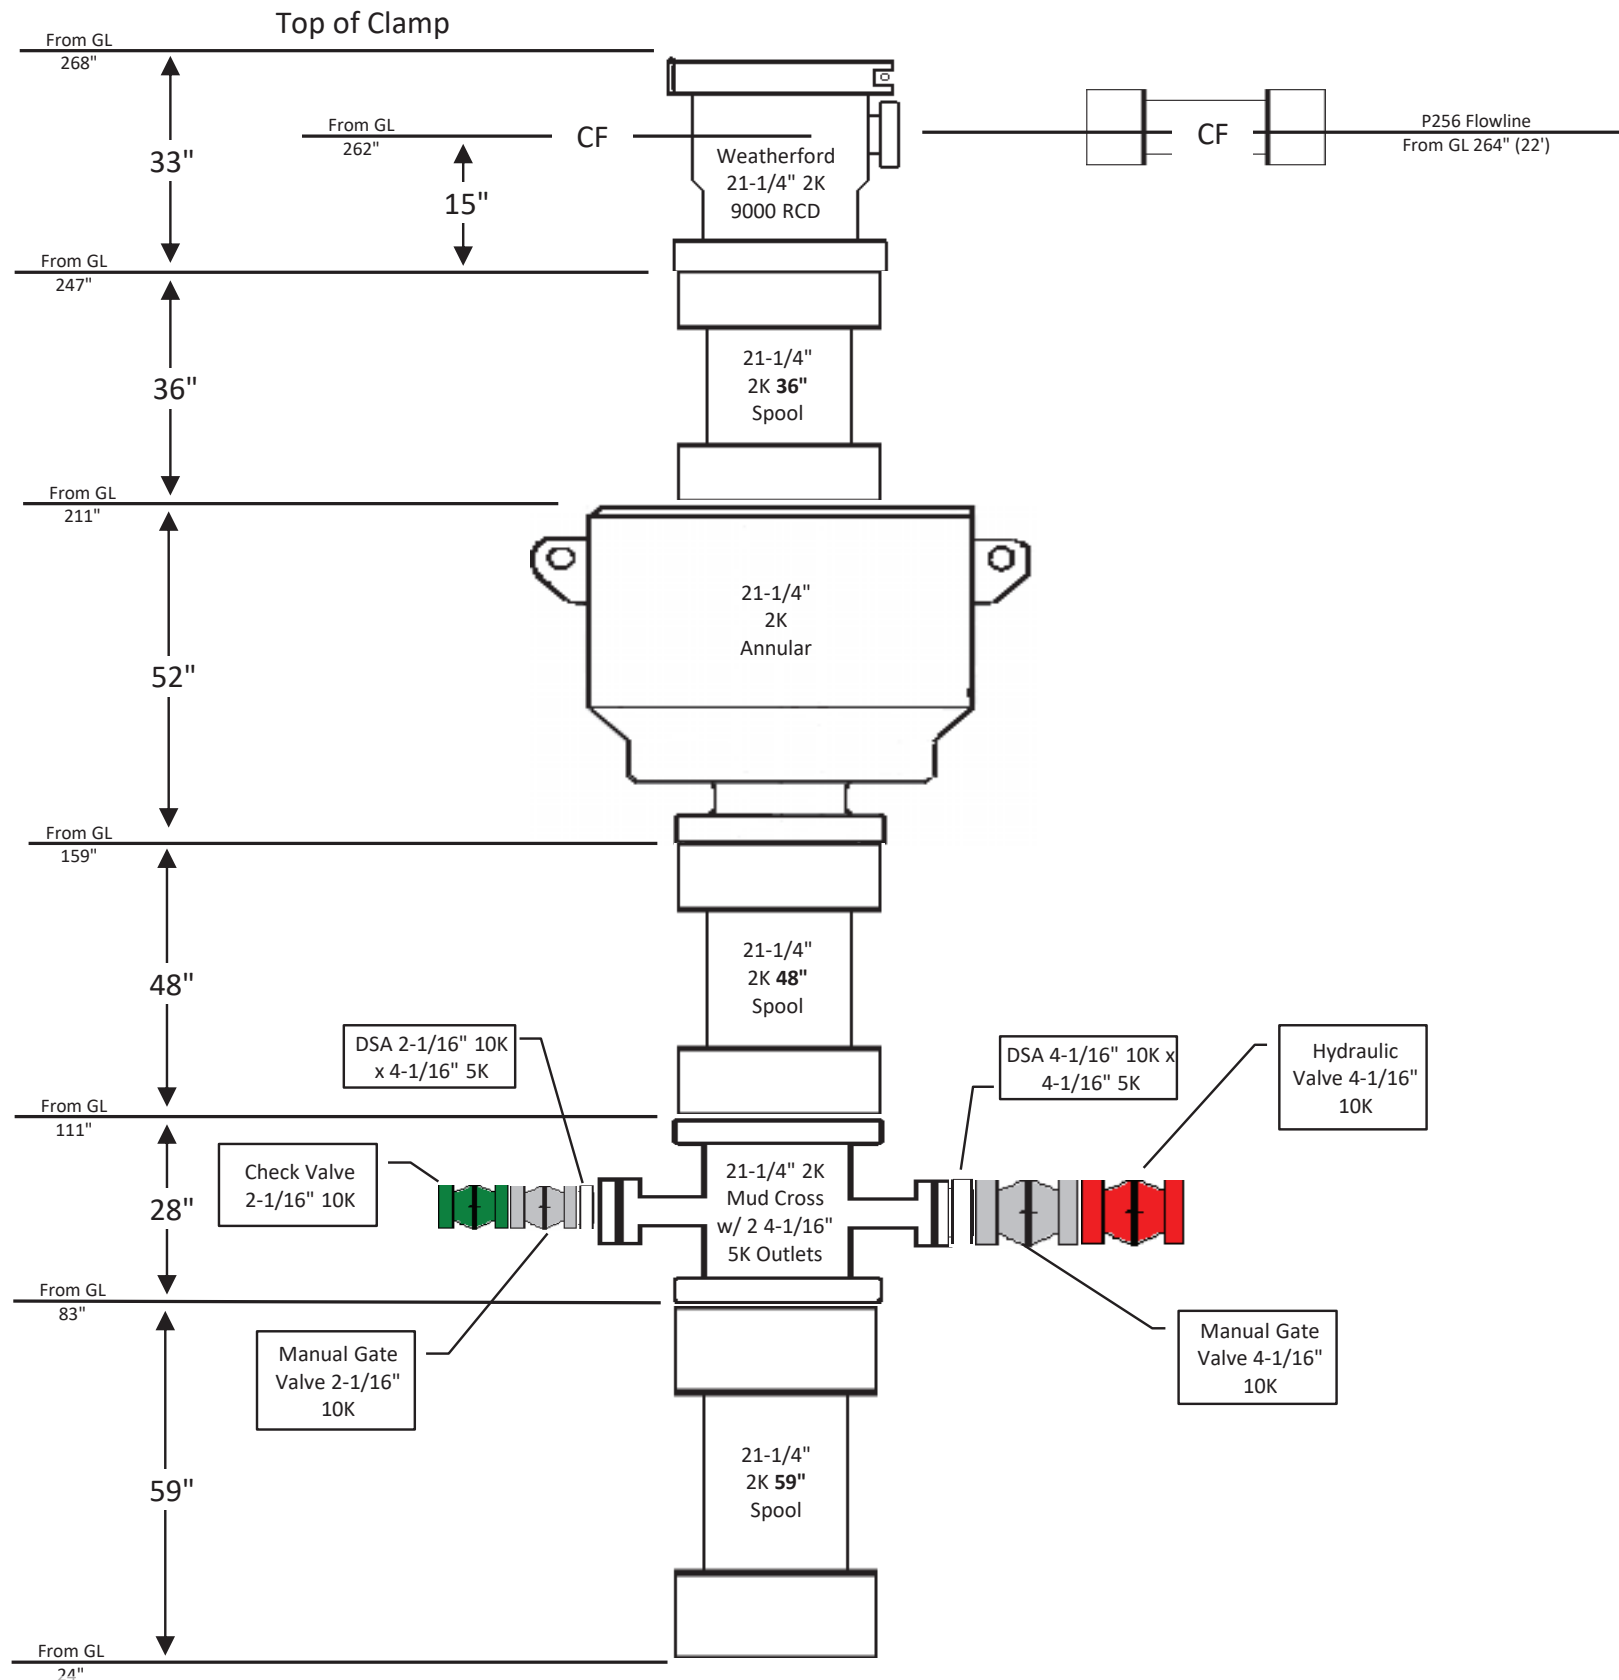 Top of Clamp
From GL
268"
33"
From GL
262"
CF
15"
Weatherford
21-1/4" 2K
9000 RCD
CF
P256 Flowline
From GL 264" (22')
From GL
247"
36"
21-1/4"
2K 36"
Spool
From GL
211"
52"
21-1/4"
2K
Annular
From GL
159"
48"
21-1/4"
2K 48"
Spool
DSA 2-1/16" 10K
x 4-1/16" 5K
DSA 4-1/16" 10K x
4-1/16" 5K
Hydraulic
Valve 4-1/16"
10K
From GL
111"
28"
Check Valve
2-1/16" 10K
21-1/4" 2K
Mud Cross
w/ 2 4-1/16"
5K Outlets
From GL
83"
Manual Gate
Valve 2-1/16"
10K
Manual Gate
Valve 4-1/16"
10K
59"
21-1/4"
2K 59"
Spool
From GL
24"